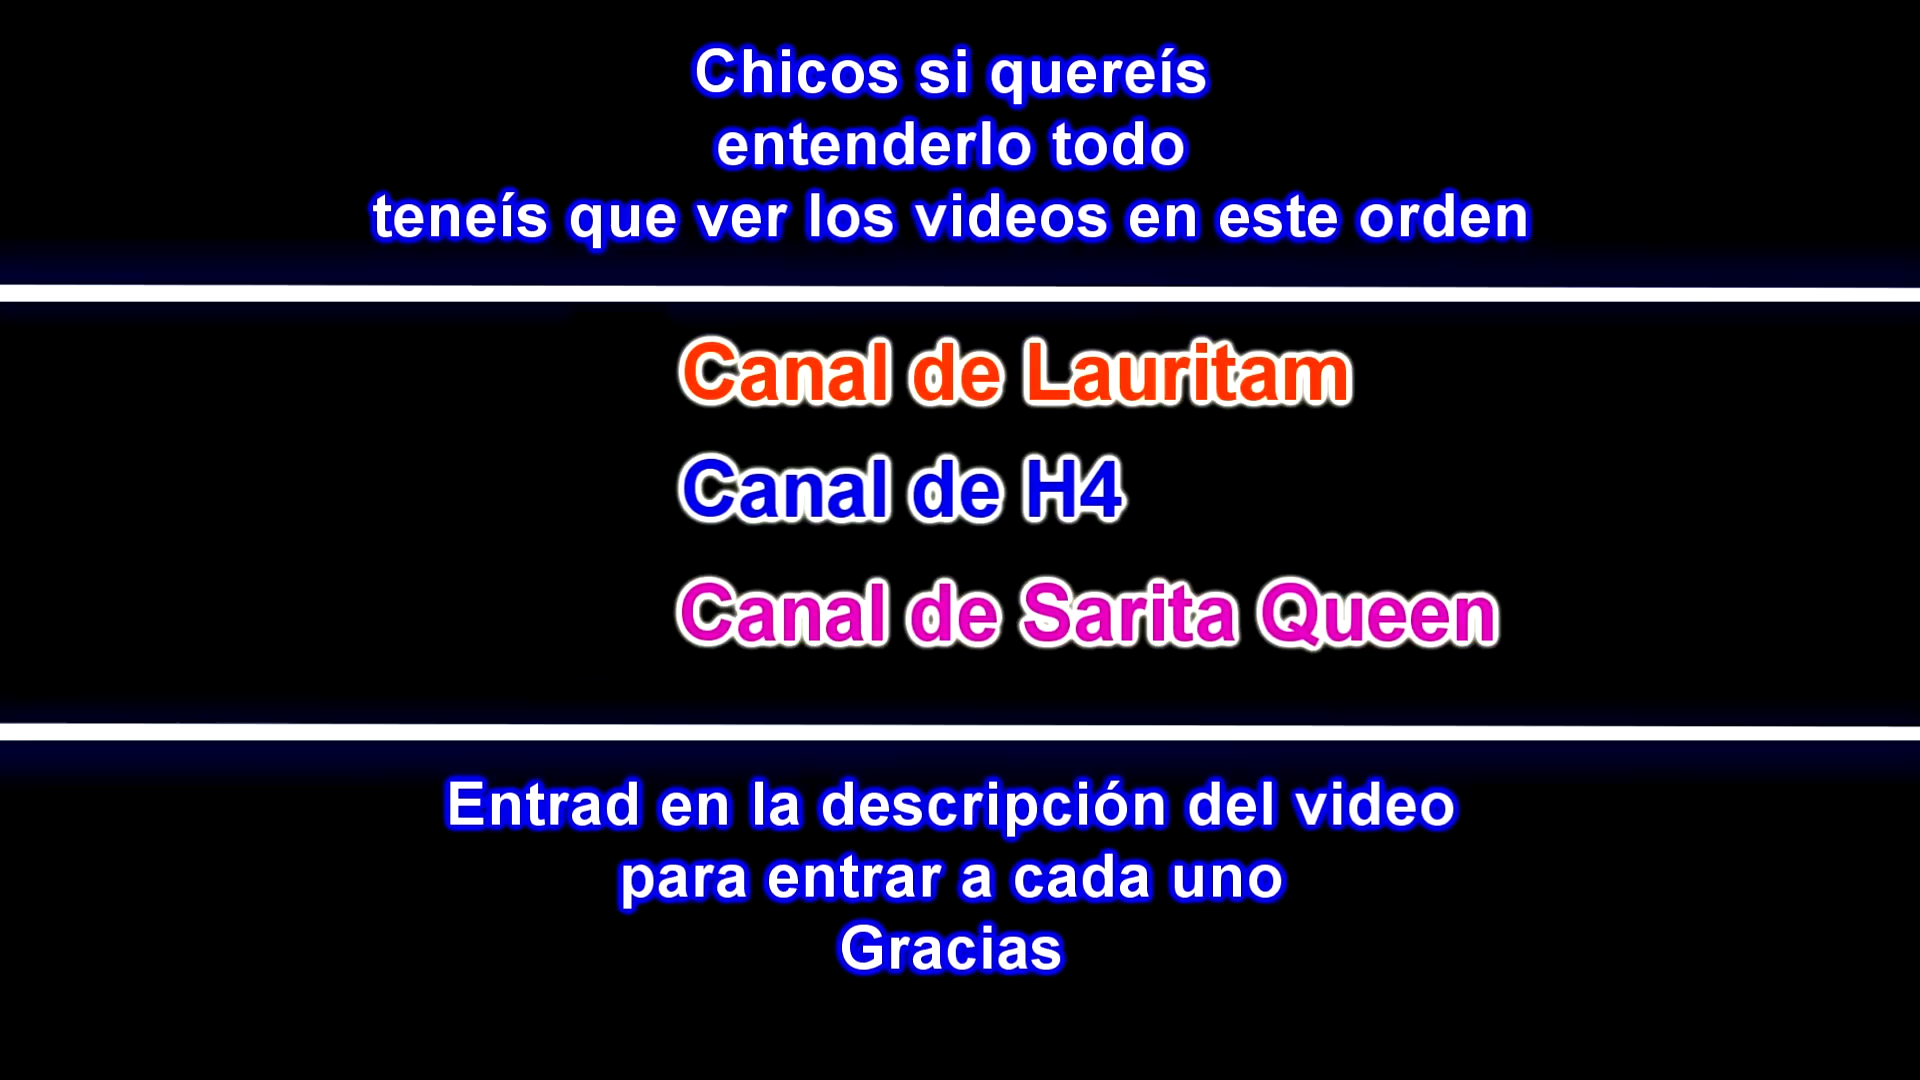 Chicos si quereís
entenderlo todo
teneís que ver los videos en este orden
Canal de Lauritam
Canal de H4
Canal de Sarita Queen
Entrad en la descripción del video
para entrar a cada uno
Gracias